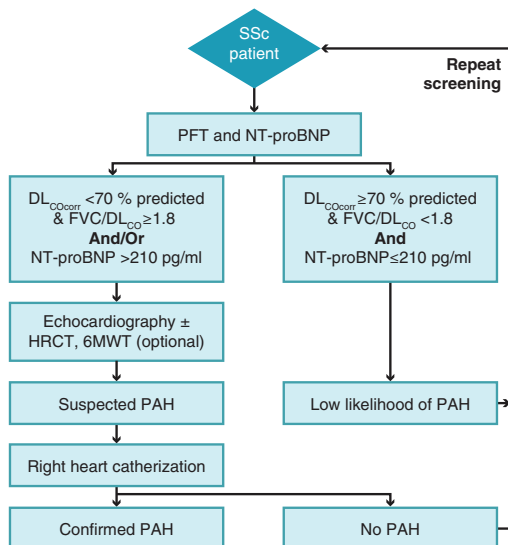 SSc
patient
Repeat
screening
PFT and NT-proBNP
DLCOcorr <70 % predicted
& FVC/DLCO≥1.8
And/Or
NT-proBNP >210 pg/ml
DLCOcorr≥70 % predicted
& FVC/DLCO <1.8
And
NT-proBNP≤210 pg/ml
Echocardiography ±
HRCT, 6MWT (optional)
Suspected PAH
Low likelihood of PAH
Right heart catherization
Confirmed PAH
No PAH